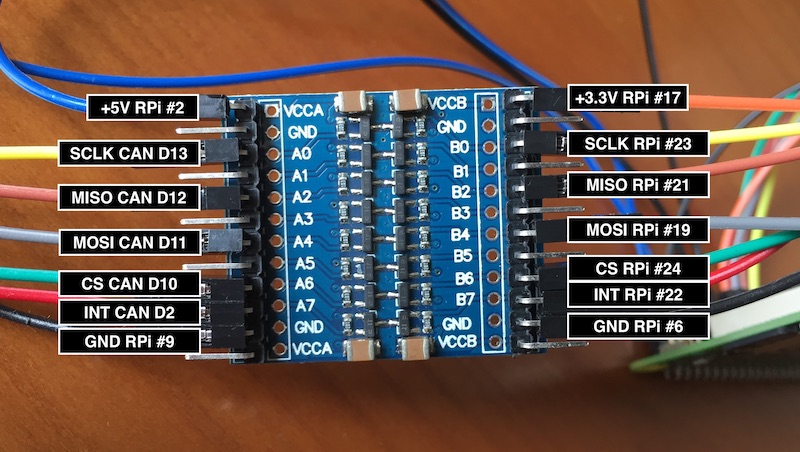 +5V RPi #2
SCLK CAN D13
MISO CAN D12
MOSI CAN D11
CS CAN D10
INT CAN D2
GND RPi #9
VCCA
GND
A0
A1
A2
A3
A4
A5
A6
A7
GND
VCCA
VCCB
GND
B0
B1
B2
B3
B4
B5
B6
B7
GND
VCCB
+3.3V RPi #17
SCLK RPi #23
MISO RPi #21
MOSI RPi #19
CS RPi #24
INT RPi #22
GND RPi #6